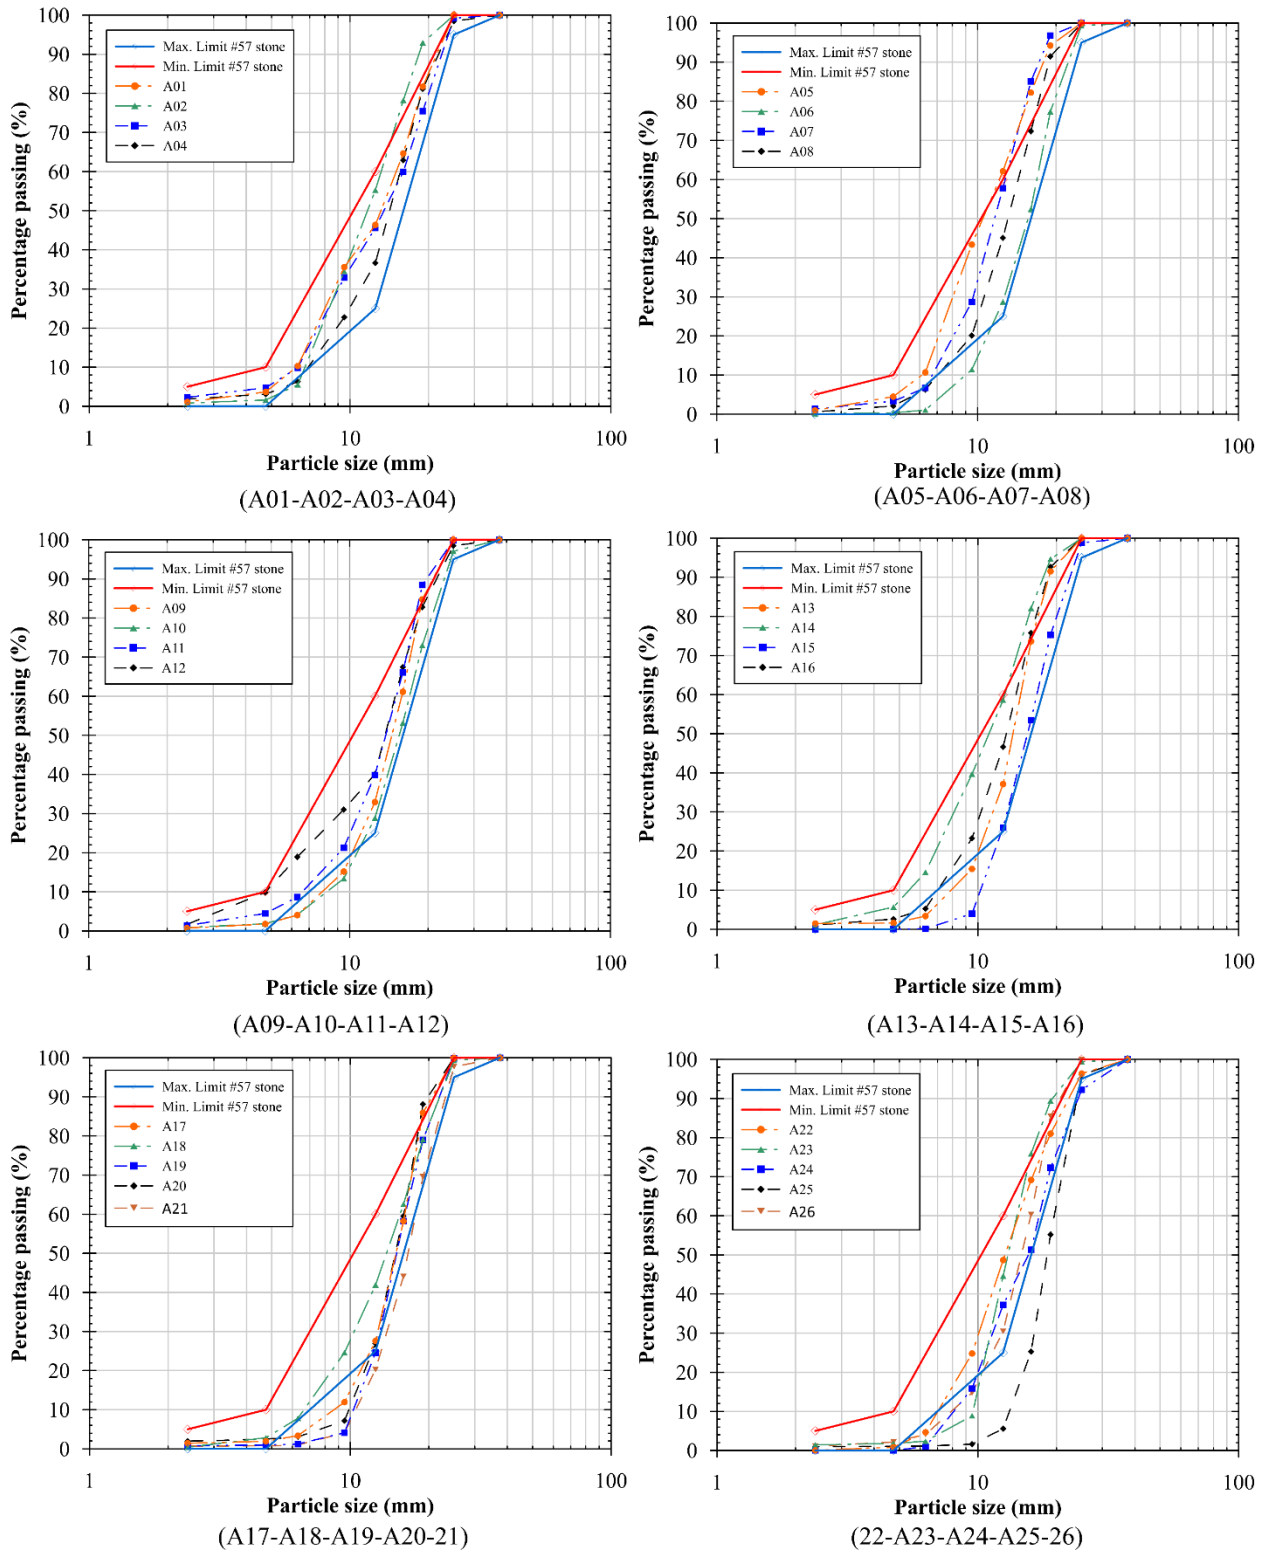 Percentage passing (%)
100
90
80
70
60
50
40
30
20
10
0
Max. Limit #57 stone
Min. Limit #57 stone
A01
A02
A03
A04
1
10
100
Particle size (mm)
(A01-A02-A03-A04)
Percentage passing (%)
100
90
80
70
60
50
40
30
20
10
0
Max. Limit #57 stone
Min. Limit #57 stone
A05
A06
A07
A08
1
10
100
Particle size (mm)
(A05-A06-A07-A08)
Percentage passing (%)
100
90
80
70
60
50
40
30
20
10
0
Max. Limit #57 stone
Min. Limit #57 stone
A09
A10
A11
A12
1
10
100
Particle size (mm)
(A09-A10-A11-A12)
Percentage passing (%)
100
90
80
70
60
50
40
30
20
10
0
Max. Limit #57 stone
Min. Limit #57 stone
A13
A14
A15
A16
1
10
100
Particle size (mm)
(A13-A14-A15-A16)
Percentage passing (%)
100
90
80
70
60
50
40
30
20
10
0
Max. Limit #57 stone
Min. Limit #57 stone
A17
A18
A19
A20
A21
1
10
100
Particle size (mm)
(A17-A18-A19-A20-21)
Percentage passing (%)
100
90
80
70
60
50
40
30
20
10
0
Max. Limit #57 stone
Min. Limit #57 stone
A22
A23
A24
A25
A26
1
10
100
Particle size (mm)
(22-A23-A24-A25-26)